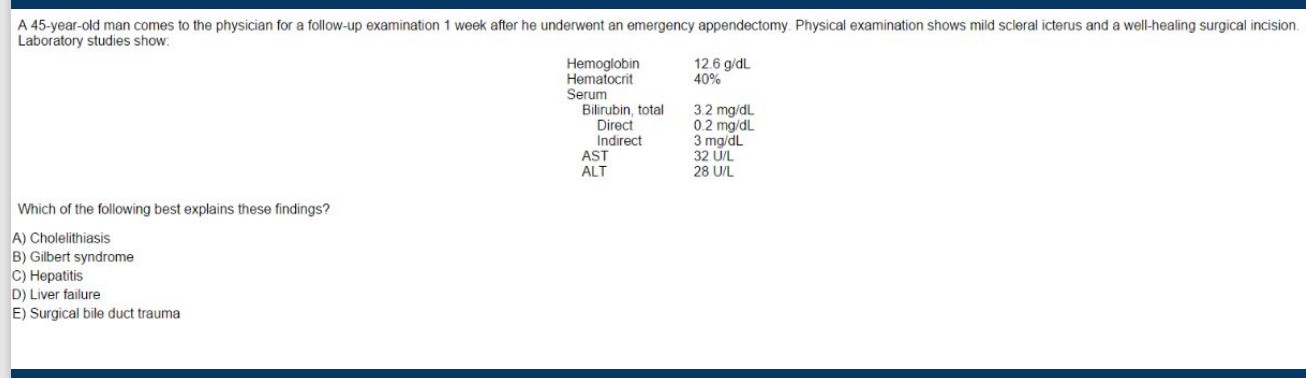 A 45-year-old man comes to the physician for a follow-up examination 1 week after he underwent an emergency appendectomy. Physical examination shows mild scleral icterus and a well-healing surgical incision.
Laboratory studies show:
Hemoglobin 12.6 g/dL
Hematocrit 40%
Serum
Bilirubin, total 3.2 mg/dL
Direct 0.2 mg/dL
Indirect 3 mg/dL
AST 32 U/L
ALT 28 U/L
Which of the following best explains these findings?
A) Cholelithiasis
B) Gilbert syndrome
C) Hepatitis
D) Liver failure
E) Surgical bile duct trauma